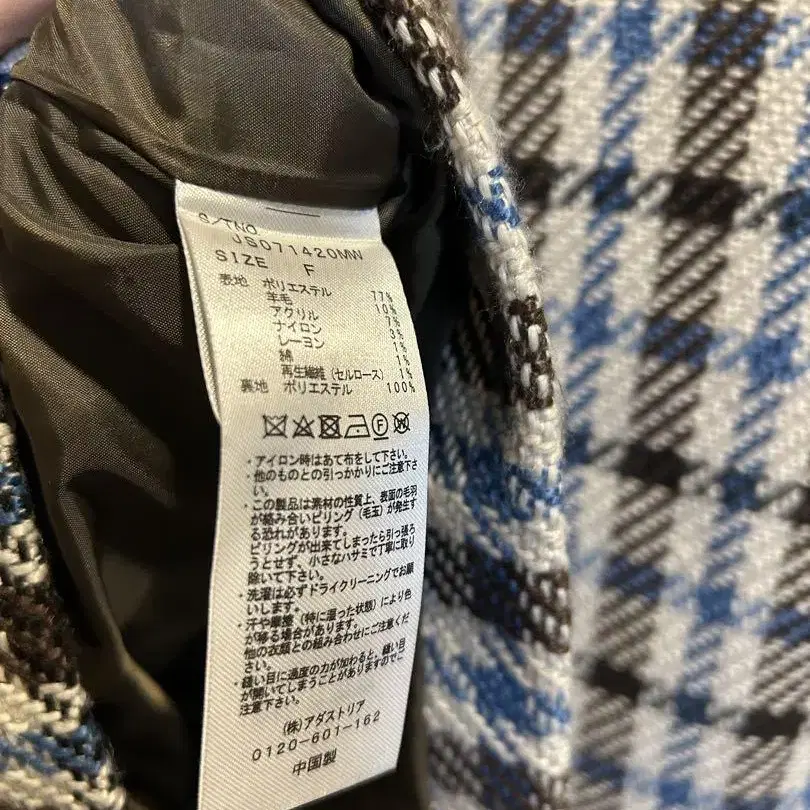 S/TNO
JS071420MW
SIZE F
表地 ポリエステル 77%
羊毛 10%
アクリル 7%
ナイロン 3%
レーヨン 1%
綿 1%
再生繊維(セルロース) 1%
裏地 ポリエステル 100%
F W
・アイロン時はあて布をして下さい。
・他のものとの引っかかりにご注意下さ
い。
・この製品は素材の性質上、表面の毛羽
が絡み合いピリング(毛玉)が発生す
る恐れがあります。
ピリングが出来てしまったら引っ張ろ
うとせず、小さなハサミで丁寧に取り
除いて下さい。
・洗濯は必ずドライクリーニングでお願
いします。
・汗や摩擦(特に湿った状態)により色
が移る場合があります。
他の衣類との組み合わせにご注意くだ
さい。
・縫い目に過度の力が加わると、縫い目
が開いてしまうことがありますのでご
注意下さい。
(株)アダストリア
0120-601-162
中国製